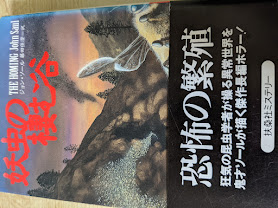 THE HOMING John Saul
ジョン・ソール
妖虫の棲む谷
恐怖の繁殖
狂気の昆虫学者が操る異常世界を
鬼才ソールが描く傑作長編ホラー！
扶桑社ミステリー